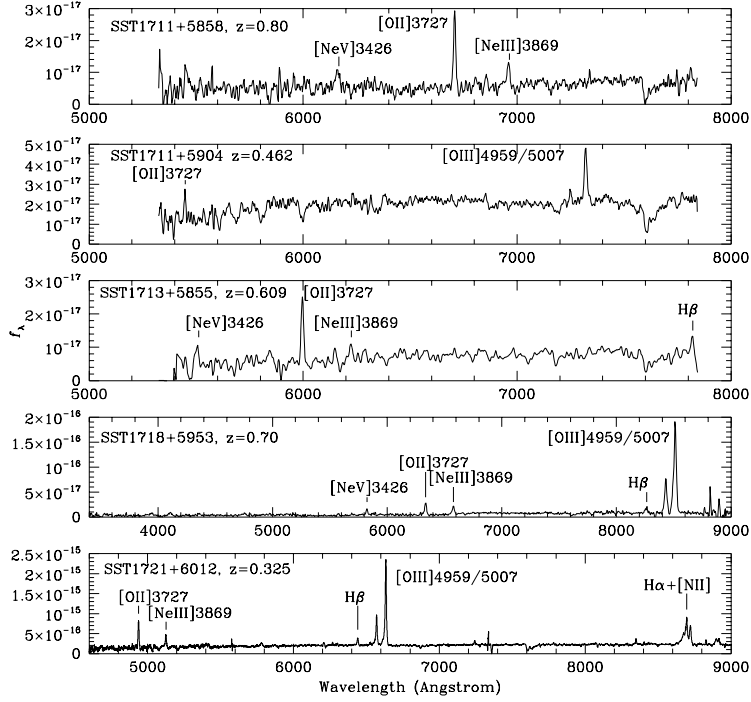 3×10⁻¹⁷
2×10⁻¹⁷
1×10⁻¹⁷
0
SST1711+5858, z=0.80
[NeV]3426
[OII]3727
[NeIII]3869
5000 6000 7000 8000
5×10⁻¹⁷
4×10⁻¹⁷
3×10⁻¹⁷
2×10⁻¹⁷
1×10⁻¹⁷
0
SST1711+5904 z=0.462
[OII]3727
[OIII]4959/5007
5000 6000 7000 8000
3×10⁻¹⁷
2×10⁻¹⁷
1×10⁻¹⁷
0
SST1713+5855, z=0.609
[OII]3727
[NeV]3426
[NeIII]3869
Hβ
5000 6000 7000 8000
fλ
2×10⁻¹⁶
1.5×10⁻¹⁶
1×10⁻¹⁶
5×10⁻¹⁷
0
SST1718+5953, z=0.70
[NeV]3426
[OII]3727
[NeIII]3869
Hβ
[OIII]4959/5007
4000 5000 6000 7000 8000 9000
2.5×10⁻¹⁵
2×10⁻¹⁵
1.5×10⁻¹⁵
1×10⁻¹⁵
5×10⁻¹⁶
0
SST1721+6012, z=0.325
[OII]3727
[NeIII]3869
Hβ
[OIII]4959/5007
Hα+[NII]
5000 6000 7000 8000 9000
Wavelength (Angstrom)